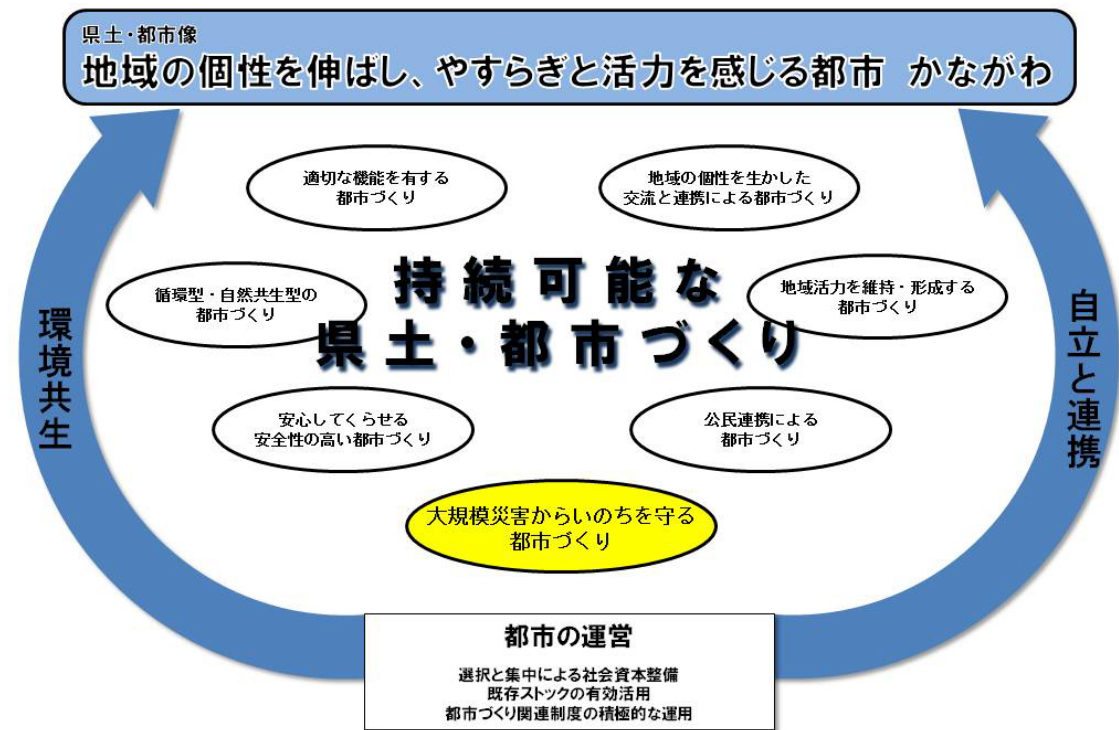 県土・都市像
地域の個性を伸ばし、やすらぎと活力を感じる都市 かながわ
適切な機能を有する
都市づくり
地域の個性を生かした
交流と連携による都市づくり
持続可能な
県土・都市づくり
循環型・自然共生型の
都市づくり
地域活力を維持・形成する
都市づくり
環境共生
自立と連携
安心してくらせる
安全性の高い都市づくり
公民連携による
都市づくり
大規模災害からいのちを守る
都市づくり
都市の運営
選択と集中による社会資本整備
既存ストックの有効活用
都市づくり関連制度の積極的な運用